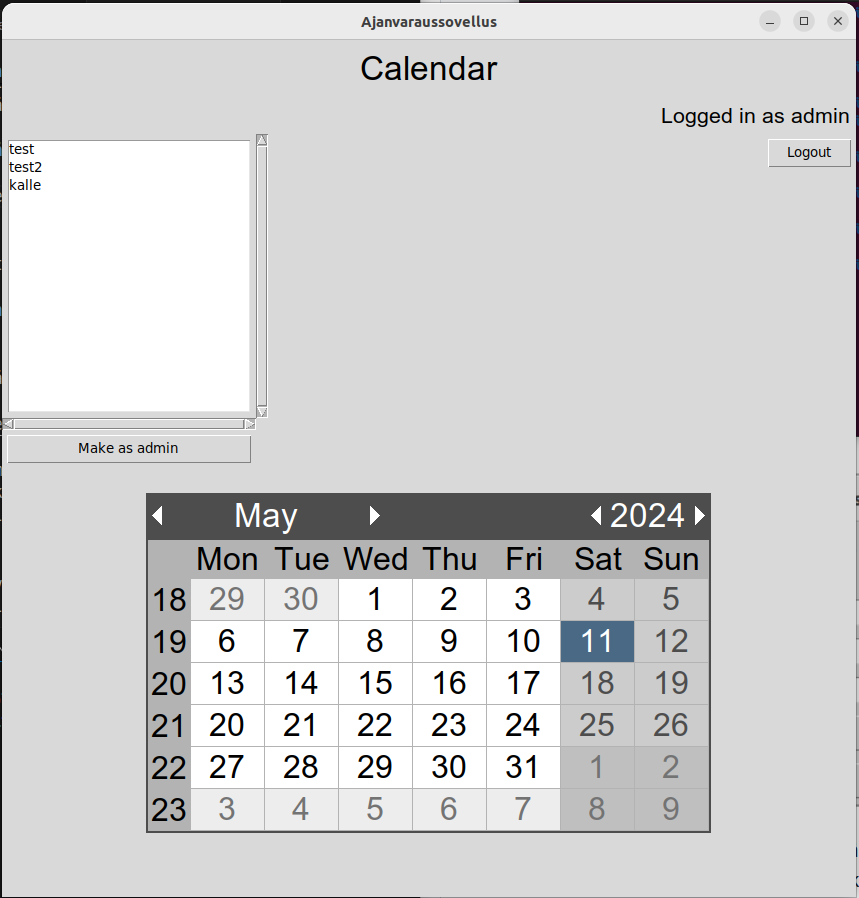 Ajanvaraussovellus
Calendar
Logged in as admin
Logout
test
test2
kalle
Make as admin
May 2024
Mon Tue Wed Thu Fri Sat Sun
18 29 30 1 2 3 4 5
19 6 7 8 9 10 11 12
20 13 14 15 16 17 18 19
21 20 21 22 23 24 25 26
22 27 28 29 30 31 1 2
23 3 4 5 6 7 8 9